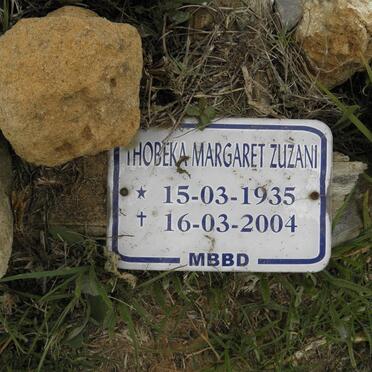 THOBEKA MARGARET ZUZANI
★ 15-03-1935
✝ 16-03-2004
MBBD